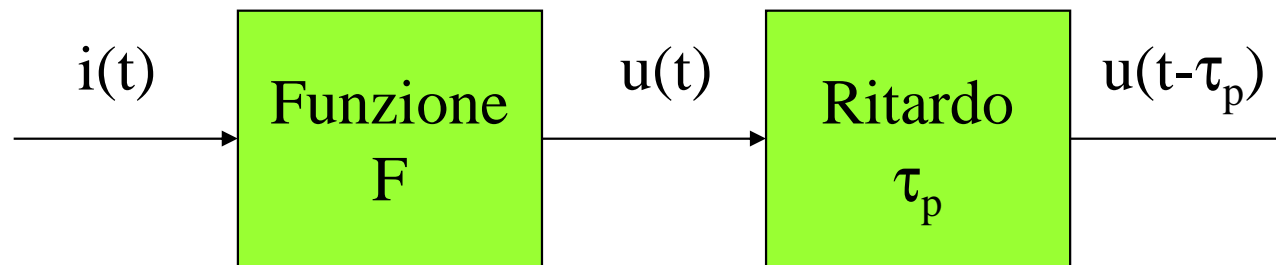 i(t)
Funzione
F
u(t)
Ritardo
τp
u(t-τp)